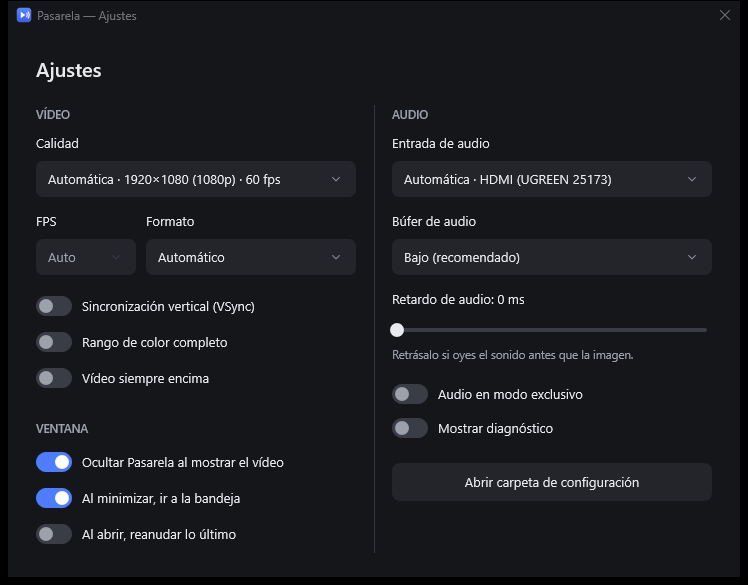 Pasarela — Ajustes
Ajustes
VÍDEO
Calidad
Automática · 1920×1080 (1080p) · 60 fps
FPS
Formato
Auto
Automático
Sincronización vertical (VSync)
Rango de color completo
Vídeo siempre encima
VENTANA
Ocultar Pasarela al mostrar el vídeo
Al minimizar, ir a la bandeja
Al abrir, reanudar lo último
AUDIO
Entrada de audio
Automática · HDMI (UGREEN 25173)
Búfer de audio
Bajo (recomendado)
Retardo de audio: 0 ms
Retrásalo si oyes el sonido antes que la imagen.
Audio en modo exclusivo
Mostrar diagnóstico
Abrir carpeta de configuración